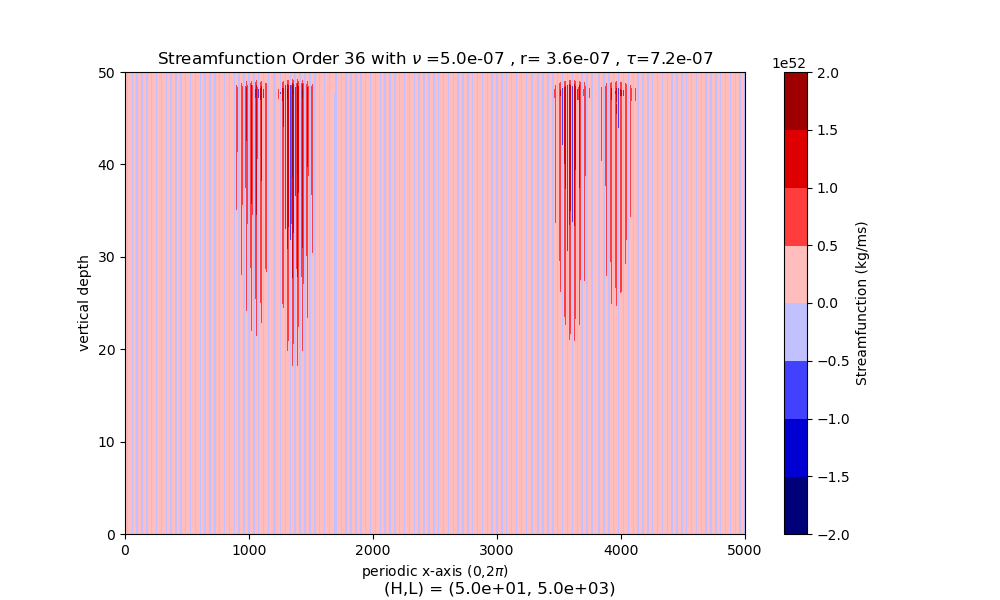 Streamfunction Order 36 with ν =5.0e-07 , r= 3.6e-07 , τ=7.2e-07
1e52
50
40
30
20
10
0
vertical depth
0 1000 2000 3000 4000 5000
periodic x-axis (0,2π)
(H,L) = (5.0e+01, 5.0e+03)
2.0
1.5
1.0
0.5
0.0
−0.5
−1.0
−1.5
−2.0
Streamfunction (kg/ms)